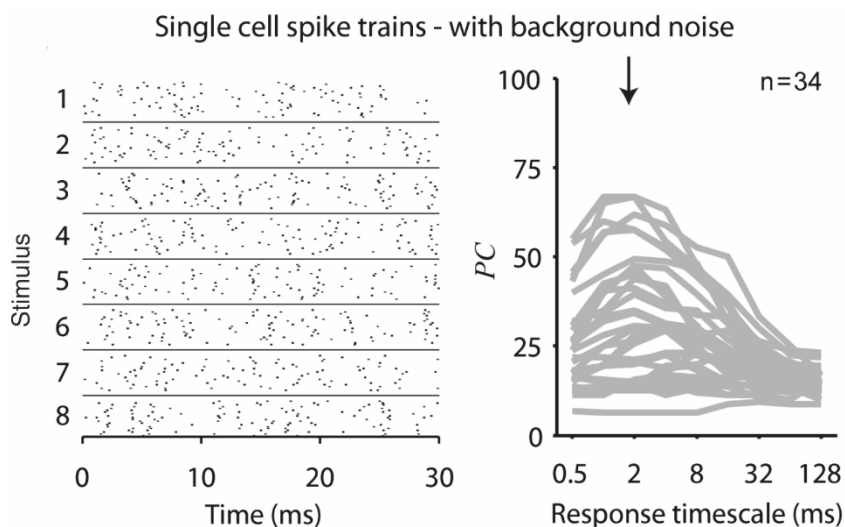 Single cell spike trains - with background noise
Stimulus
1
2
3
4
5
6
7
8
0 10 20 30
Time (ms)
n=34
PC
100
75
50
25
0
0.5 2 8 32 128
Response timescale (ms)